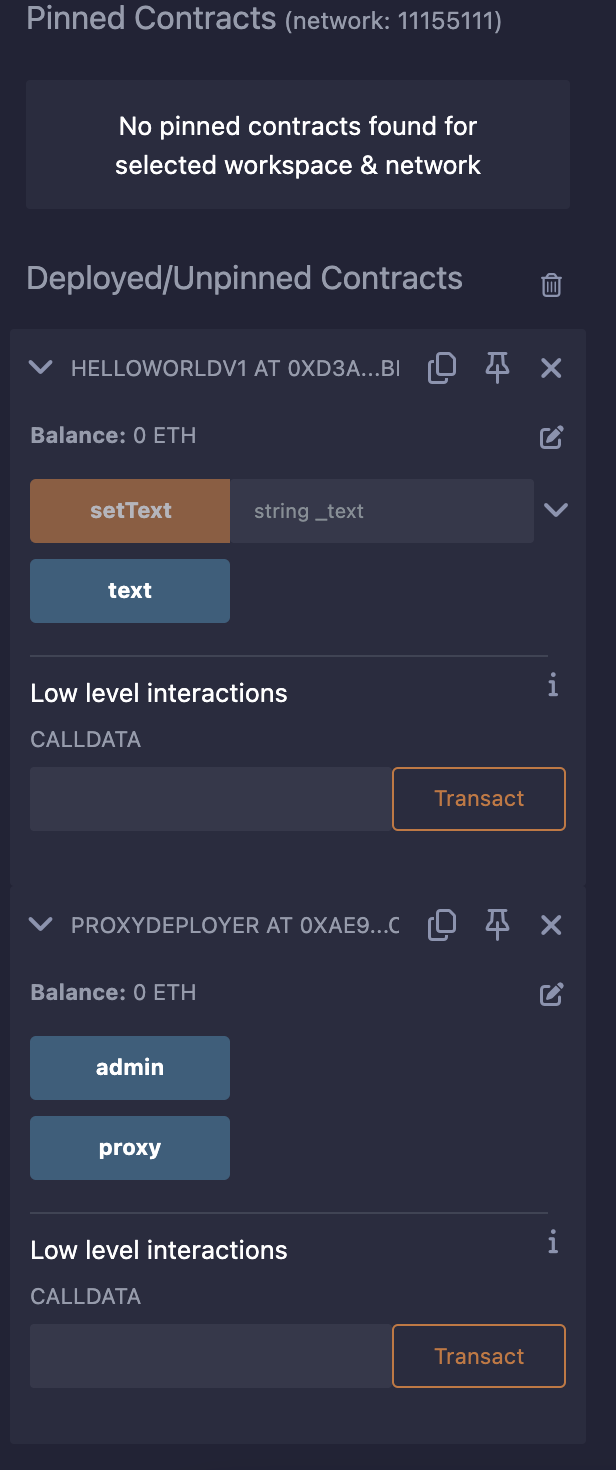 Pinned Contracts (network: 11155111)
No pinned contracts found for
selected workspace & network
Deployed/Unpinned Contracts
HELLOWORLDV1 AT 0XD3A...BI
Balance: 0 ETH
setText string _text
text
Low level interactions
CALLDATA
Transact
PROXYDEPLOYER AT 0XAE9...C
Balance: 0 ETH
admin
proxy
Low level interactions
CALLDATA
Transact